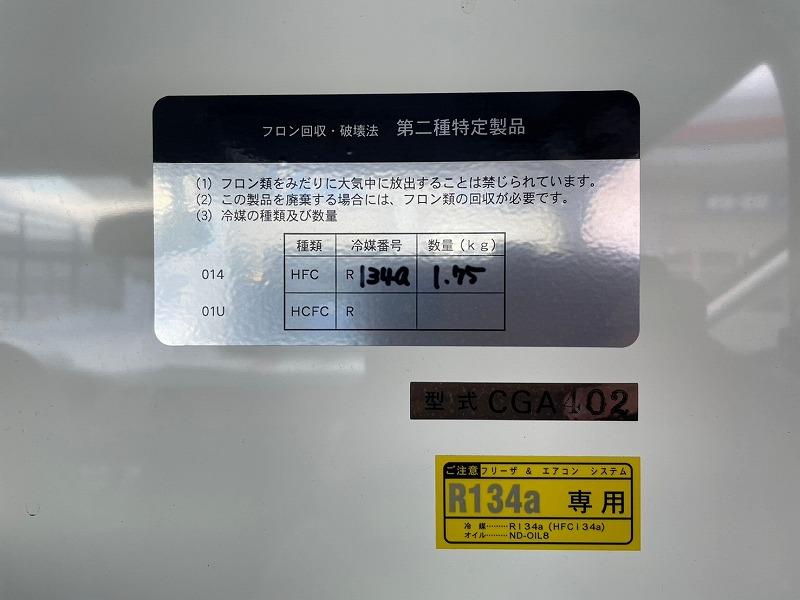 フロン回収・破壊法 第二種特定製品
(1) フロン類をみだりに大気中に放出することは禁じられています。
(2) この製品を廃棄する場合には、フロン類の回収が必要です。
(3) 冷媒の種類及び数量
種類 冷媒番号 数量(kg)
014 HFC R 134a 1.75
01U HCFC R
型式 CGA402
ご注意 フリーザ & エアコン システム
R134a 専用
冷媒………R134a (HFC134a)
オイル………ND-OIL8